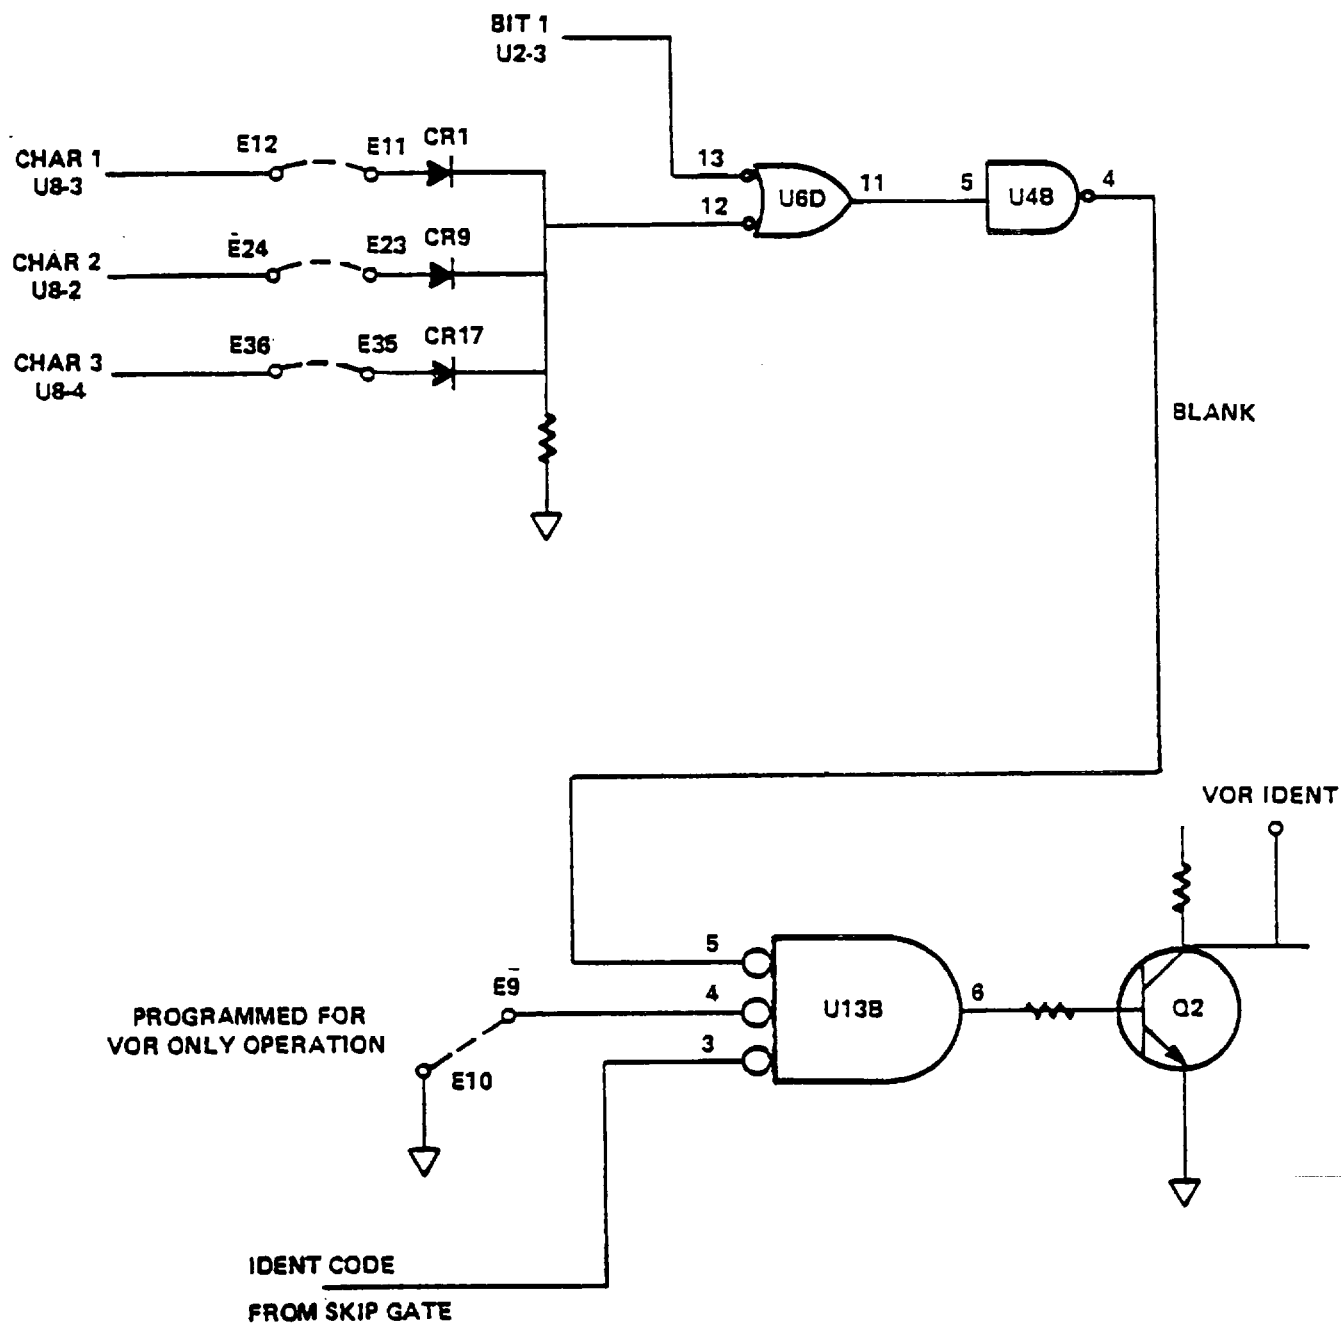 BIT 1
U2-3
CHAR 1
U8-3
E12
E11
CR1
13
12
U6D
11
5
U4B
4
CHAR 2
U8-2
E24
E23
CR9
CHAR 3
U8-4
E36
E35
CR17
BLANK
VOR IDENT
5
4
3
U13B
6
Q2
E9
PROGRAMMED FOR
VOR ONLY OPERATION
E10
IDENT CODE
FROM SKIP GATE